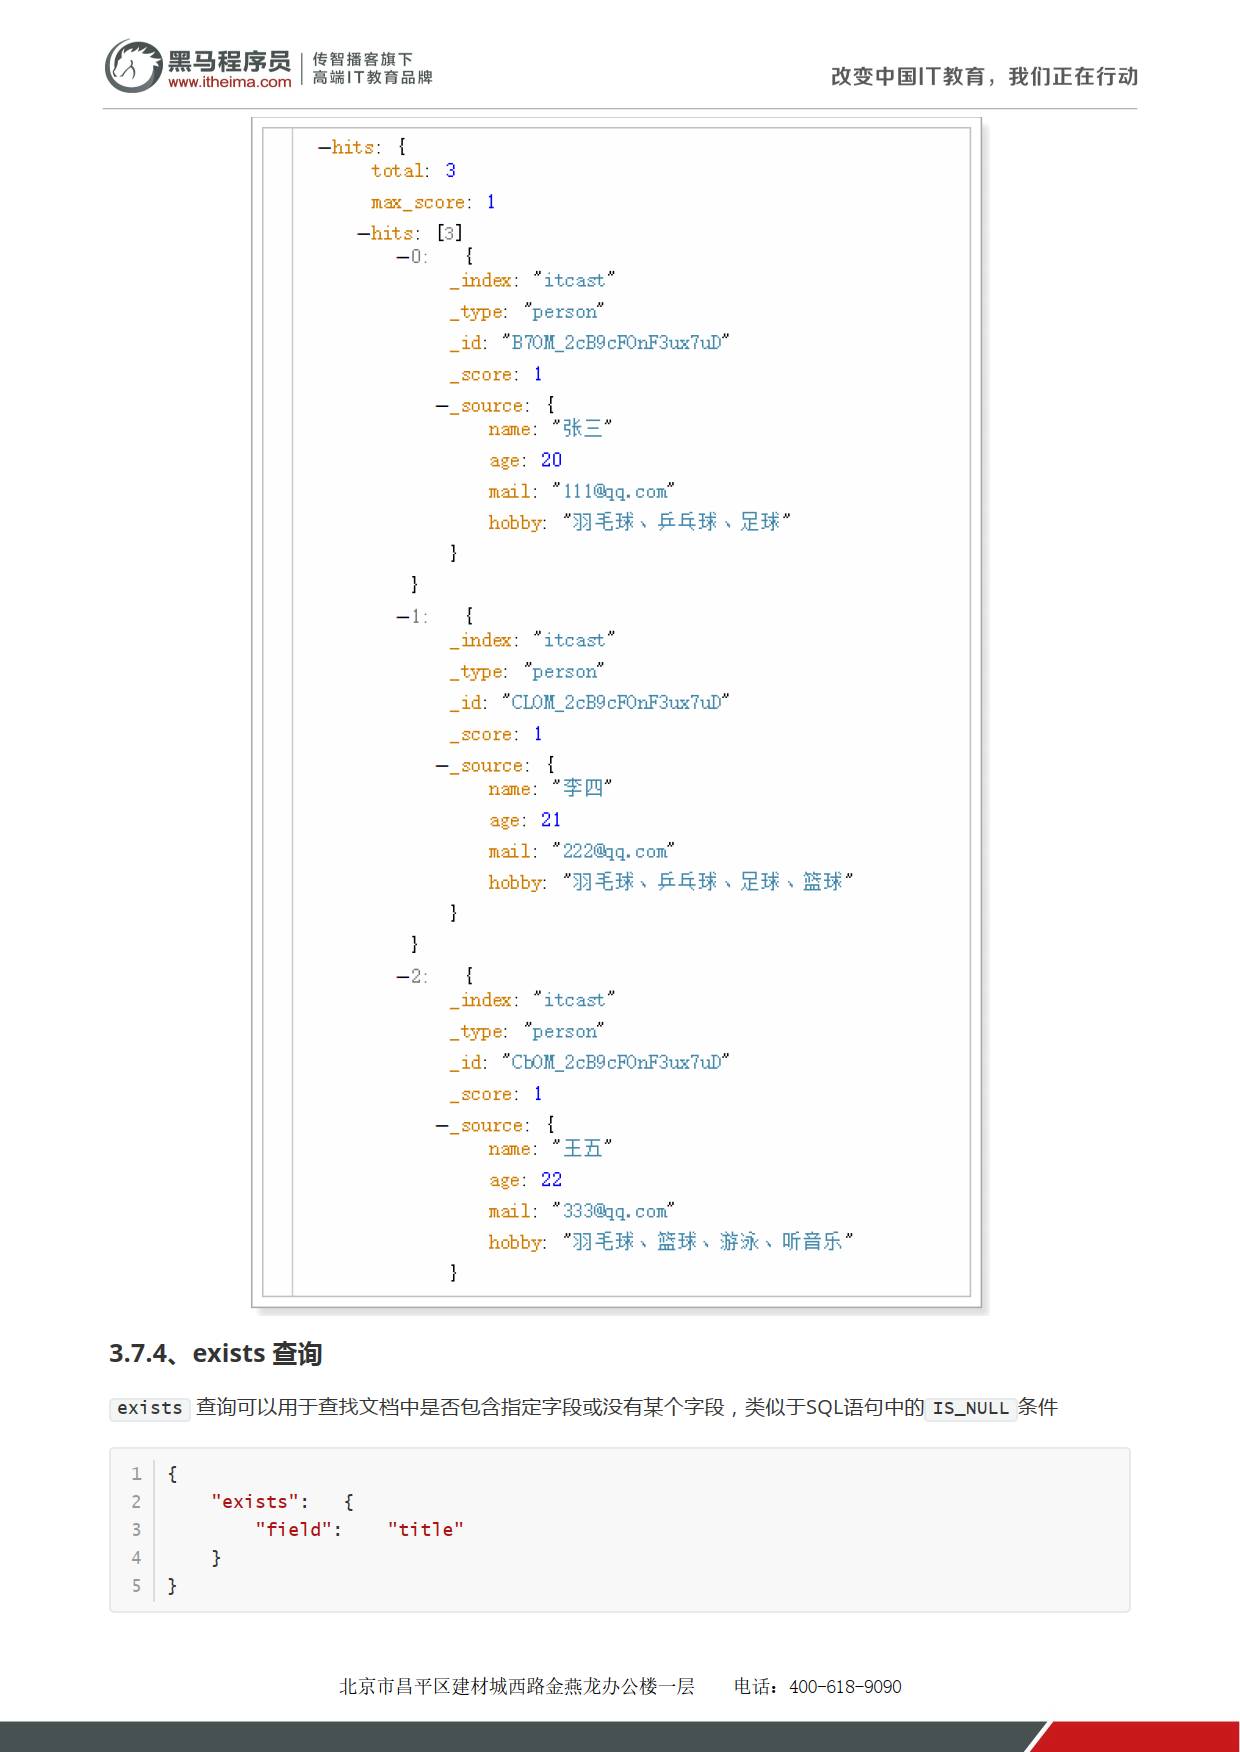 黑马程序员
www.itheima.com
传智播客旗下
高端IT教育品牌
改变中国IT教育，我们正在行动
−hits: {
total: 3
max_score: 1
−hits: [3]
−0: {
_index: "itcast"
_type: "person"
_id: "B7OM_2cB9cFOnF3ux7uD"
_score: 1
−_source: {
name: "张三"
age: 20
mail: "111@qq.com"
hobby: "羽毛球、乒乓球、足球"
}
}
−1: {
_index: "itcast"
_type: "person"
_id: "CLOM_2cB9cFOnF3ux7uD"
_score: 1
−_source: {
name: "李四"
age: 21
mail: "222@qq.com"
hobby: "羽毛球、乒乓球、足球、篮球"
}
}
−2: {
_index: "itcast"
_type: "person"
_id: "CbOM_2cB9cFOnF3ux7uD"
_score: 1
−_source: {
name: "王五"
age: 22
mail: "333@qq.com"
hobby: "羽毛球、篮球、游泳、听音乐"
}
3.7.4、exists 查询
exists 查询可以用于查找文档中是否包含指定字段或没有某个字段，类似于SQL语句中的 IS_NULL 条件
1 {
2 "exists": {
3 "field": "title"
4 }
5 }
北京市昌平区建材城西路金燕龙办公楼一层 电话：400-618-9090